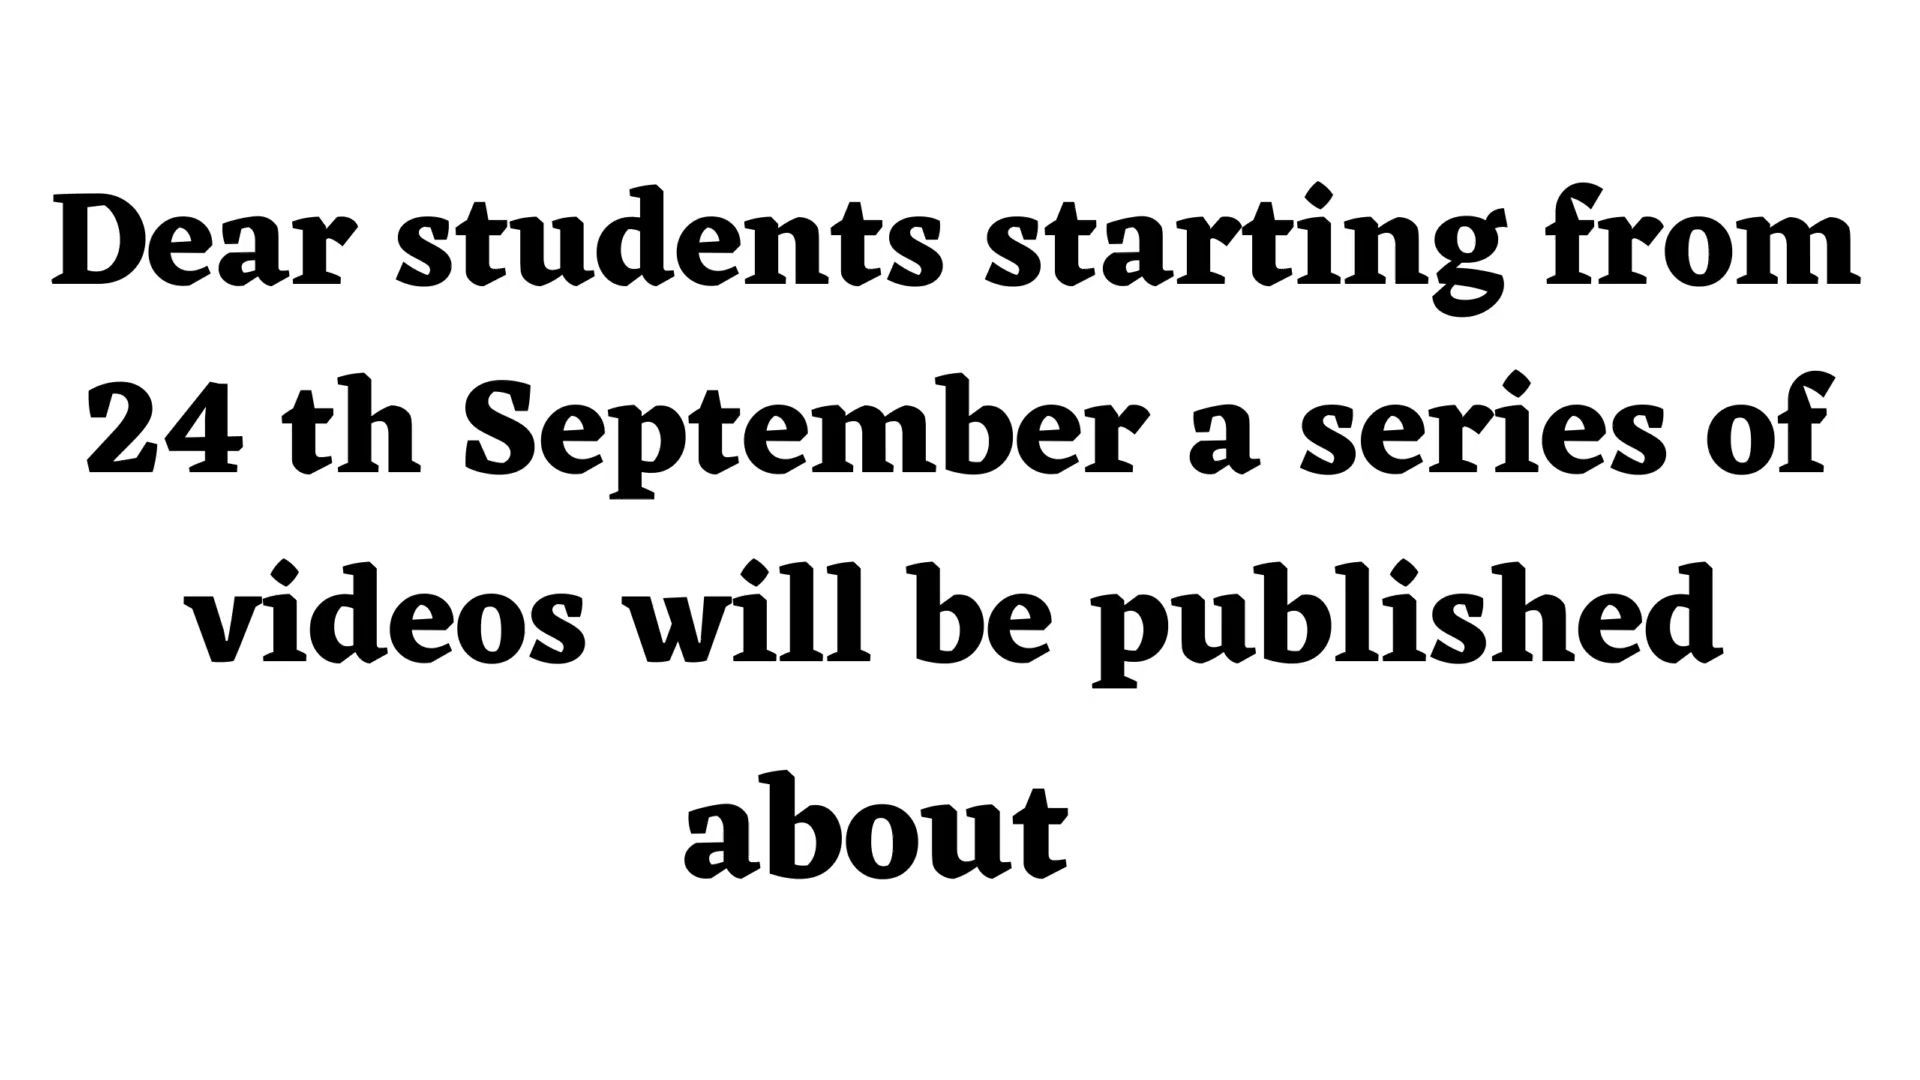 Dear students starting from
24 th September a series of
videos will be published
about